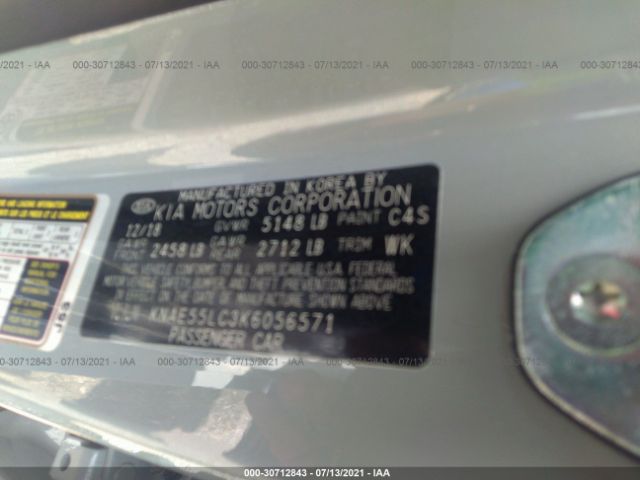 000-30712843 / 07/13/2021 - IAA
MANUFACTURED IN KOREA BY
KIA MOTORS CORPORATION
12/18 GVWR 5148 LB PAINT C4S
GAWR FRONT 2458 LB GAWR REAR 2712 LB TRIM WK
THIS VEHICLE CONFORMS TO ALL APPLICABLE U.S.A. FEDERAL
MOTOR VEHICLE SAFETY, BUMPER, AND THEFT PREVENTION STANDARDS
IN EFFECT ON THE DATE OF MANUFACTURE SHOWN ABOVE.
KNAE55LC3K6056571
PASSENGER CAR
JSS
000-30712843 / 07/13/2021 - IAA